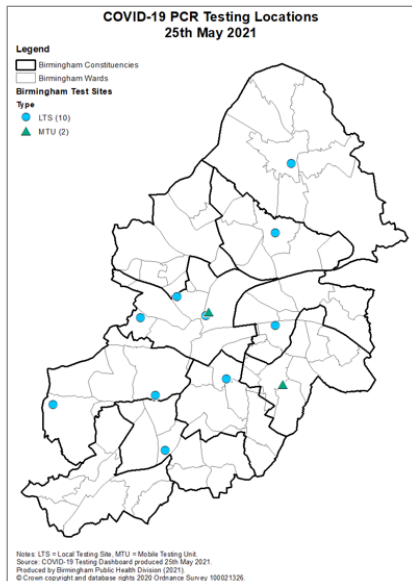 COVID-19 PCR Testing Locations
25th May 2021
Legend
Birmingham Constituencies
Birmingham Wards
Birmingham Test Sites
Type
LTS (10)
MTU (2)
Notes: LTS = Local Testing Site, MTU = Mobile Testing Unit.
Source: COVID-19 Testing Dashboard produced 25th May 2021.
Produced by Birmingham Public Health Division (2021).
© Crown copyright and database rights 2020 Ordnance Survey 100021326.